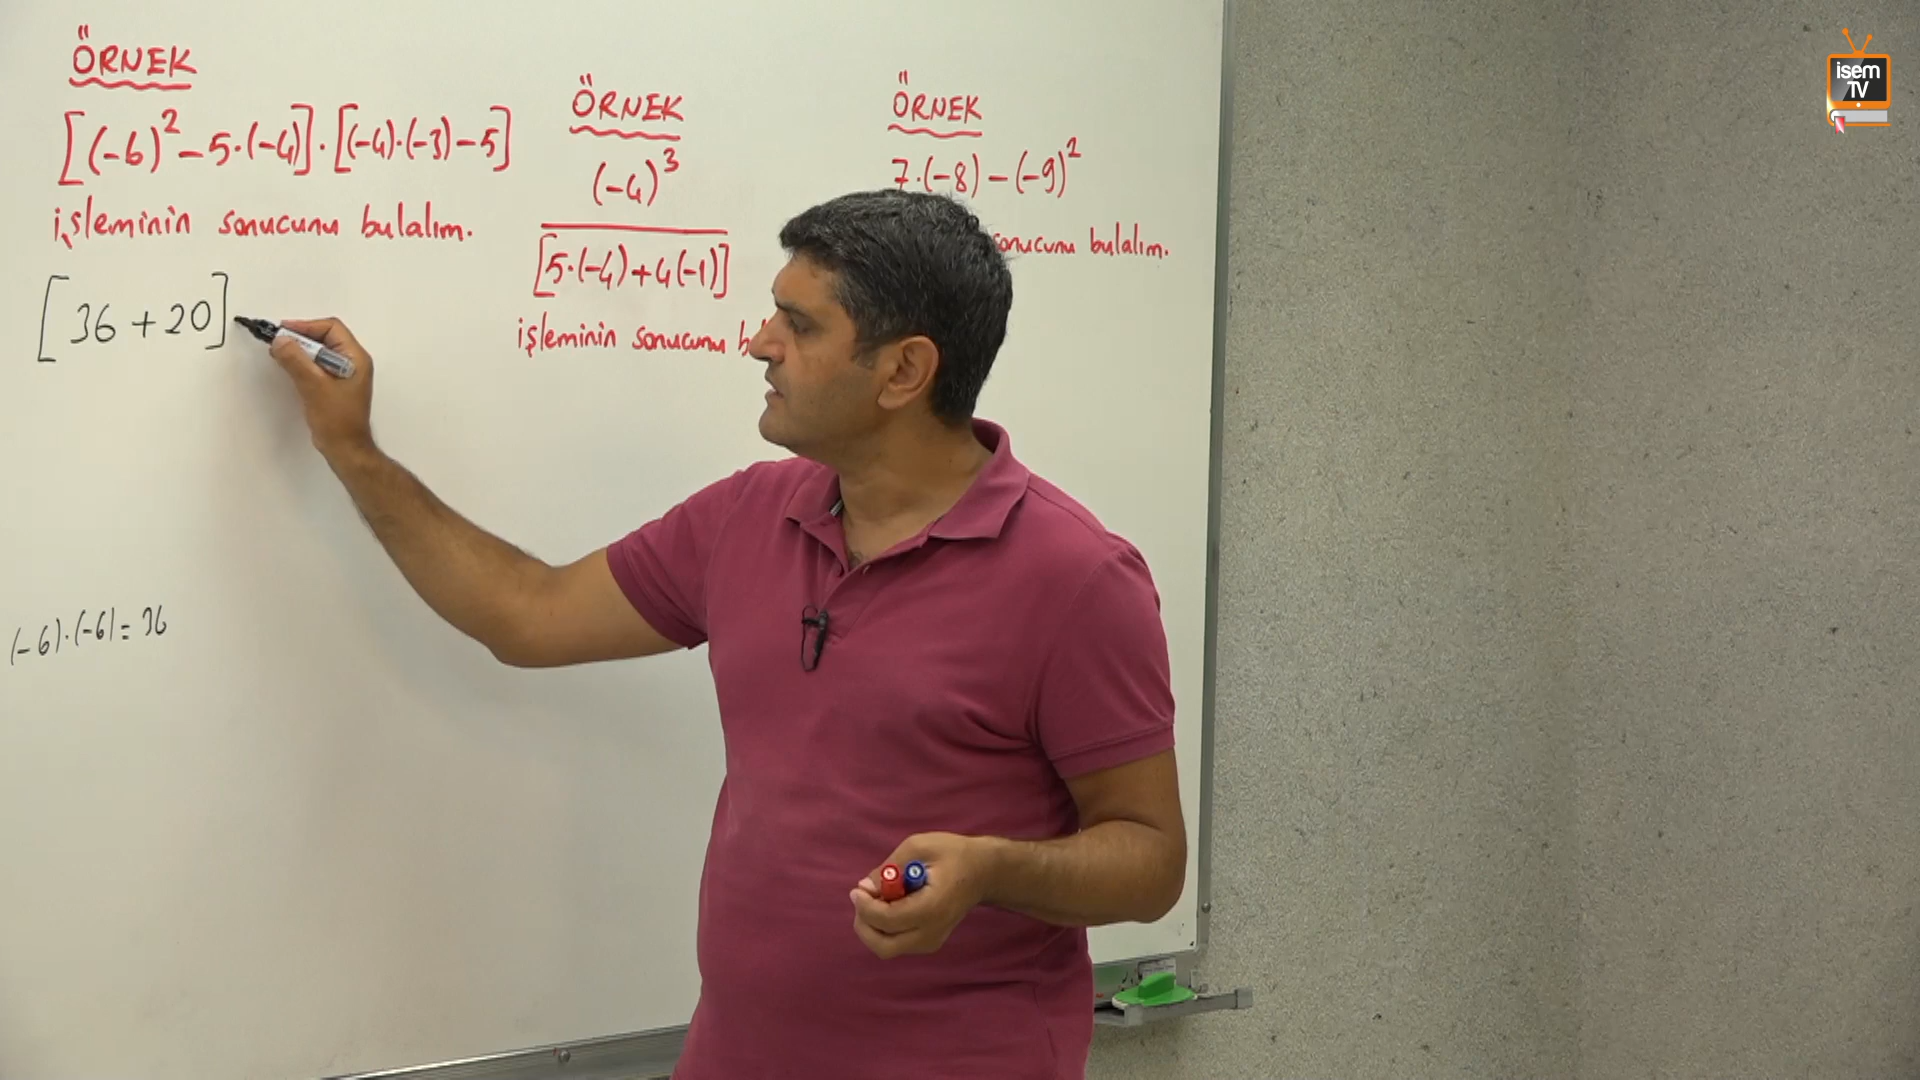 ÖRNEK
[(-6)² - 5·(-4)]·[(-4)·(-3) - 5]
işleminin sonucunu bulalım.
[36 + 20]·
(-6)·(-6) = 36
ÖRNEK
(-4)³
[5·(-4) + 4(-1)]
işleminin sonucunu
ÖRNEK
7·(-8) - (-9)²
sonucunu bulalım.
isem
TV